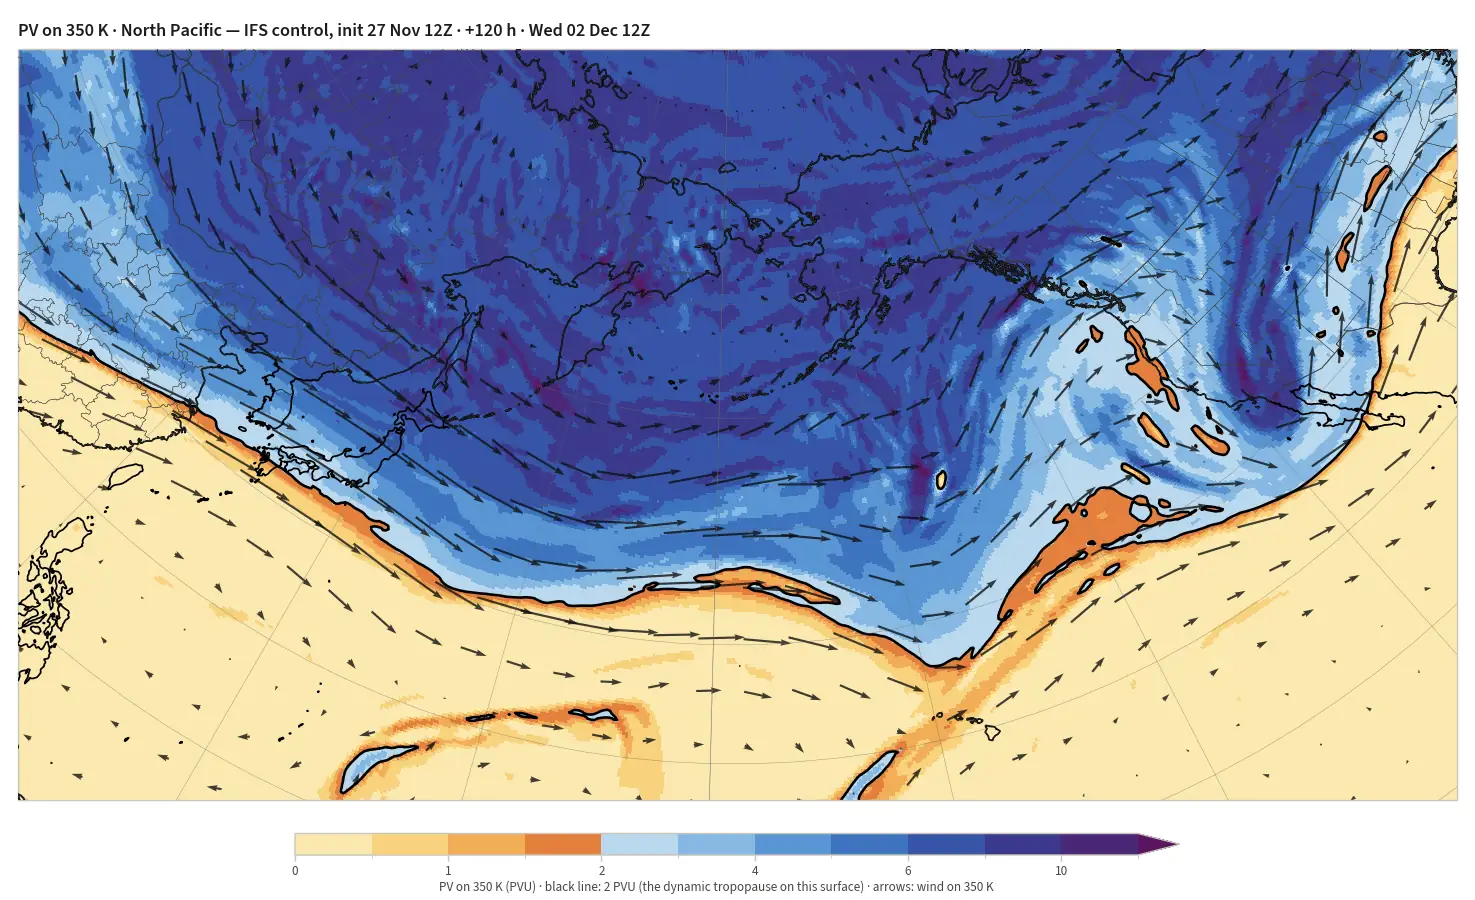 PV on 350 K · North Pacific — IFS control, init 27 Nov 12Z · +120 h · Wed 02 Dec 12Z
0 1 2 4 6 10
PV on 350 K (PVU) · black line: 2 PVU (the dynamic tropopause on this surface) · arrows: wind on 350 K